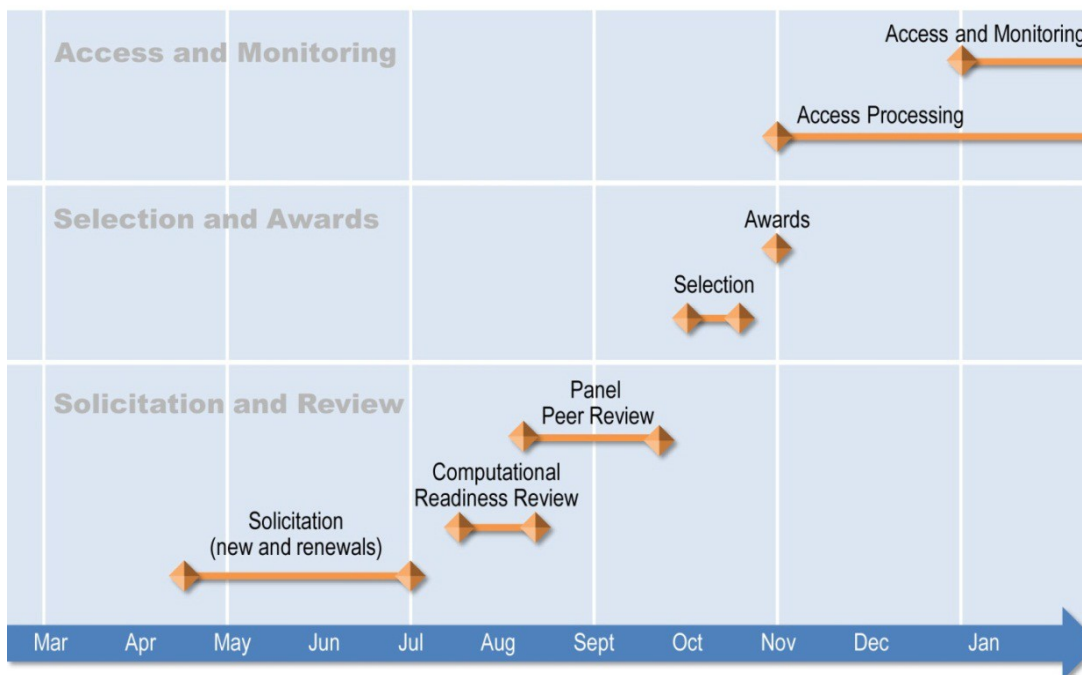 Access and Monitoring
Access and Monitoring
Access Processing
Selection and Awards
Awards
Selection
Solicitation and Review
Panel
Peer Review
Computational
Readiness Review
Solicitation
(new and renewals)
Mar Apr May Jun Jul Aug Sept Oct Nov Dec Jan